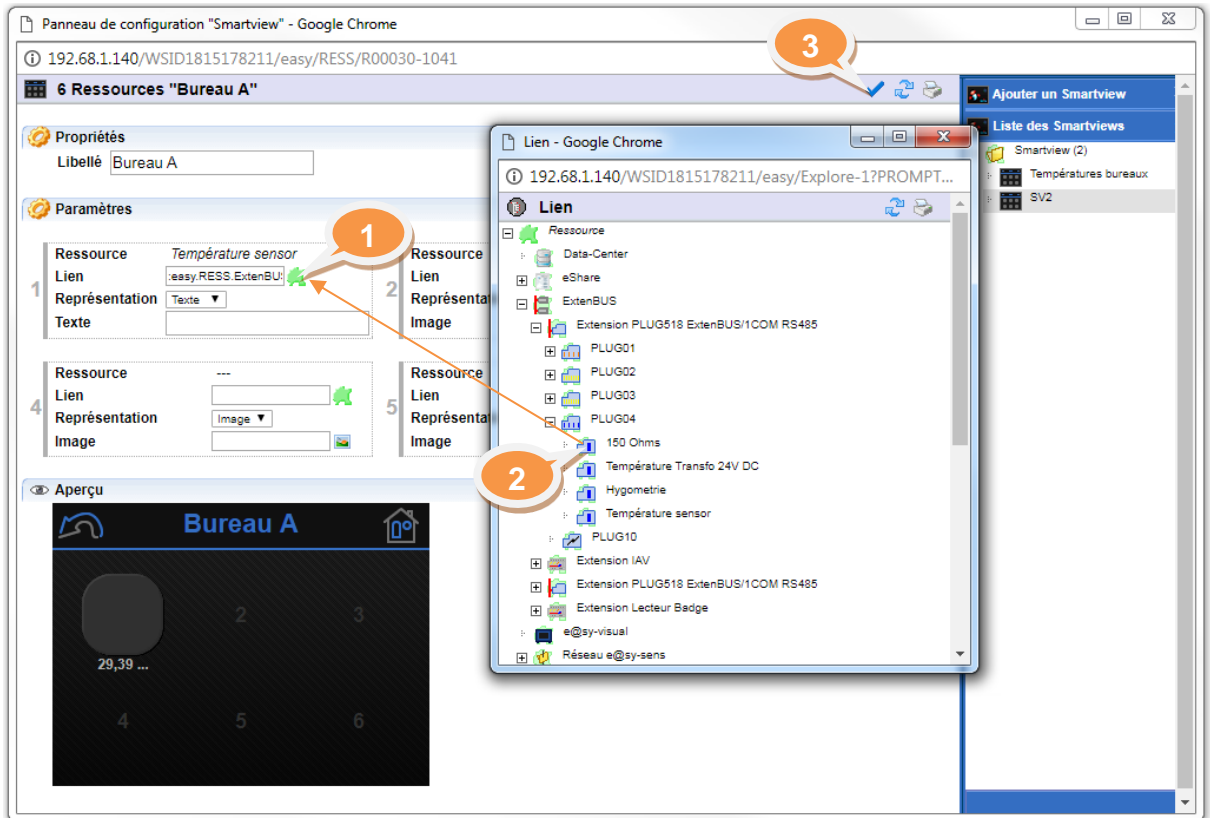 Panneau de configuration "Smartview" - Google Chrome
192.68.1.140/WSID1815178211/easy/RESS/R00030-1041
3
6 Ressources "Bureau A"
Propriétés
Libellé Bureau A
Paramètres
1
Ressource Température sensor
Lien :easy.RESS.ExtenBU:
Représentation Texte
Texte
1
2
Ressource
Lien
Représenta
Image
4
Ressource ---
Lien
Représentation Image
Image
5
Ressource
Lien
Représenta
Image
Aperçu
Bureau A
2
3
29,39 ...
4
5
6
Lien - Google Chrome
192.68.1.140/WSID1815178211/easy/Explore-1?PROMPT...
Lien
Ressource
Data-Center
eShare
ExtenBUS
Extension PLUG518 ExtenBUS/1COM RS485
PLUG01
PLUG02
PLUG03
PLUG04
150 Ohms
2
Température Transfo 24V DC
Hygometrie
Température sensor
PLUG10
Extension IAV
Extension PLUG518 ExtenBUS/1COM RS485
Extension Lecteur Badge
e@sy-visual
Réseau e@sy-sens
Ajouter un Smartview
Liste des Smartviews
Smartview (2)
Températures bureaux
SV2